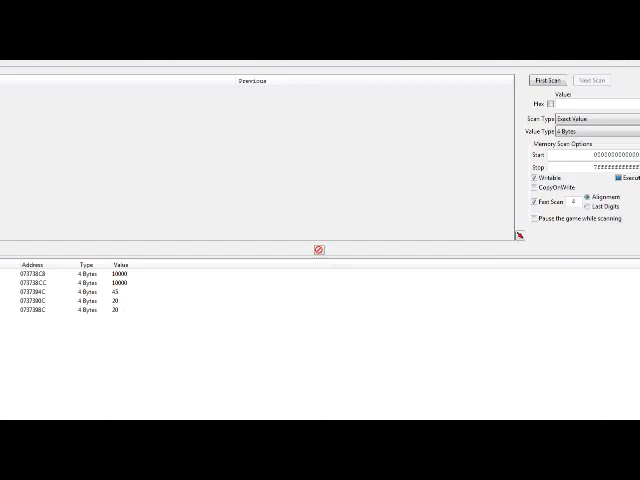 Previous
First Scan Next Scan
Value:
Hex
Scan Type Exact Value
Value Type 4 Bytes
Memory Scan Options
Start
Stop
Writable
CopyOnWrite
Fast Scan 4 Alignment
Last Digits
Pause the game while scanning
Address Type Value
073738C8 4 Bytes 10000
073738CC 4 Bytes 10000
0737394C 4 Bytes 45
0737390C 4 Bytes 20
0737398C 4 Bytes 20